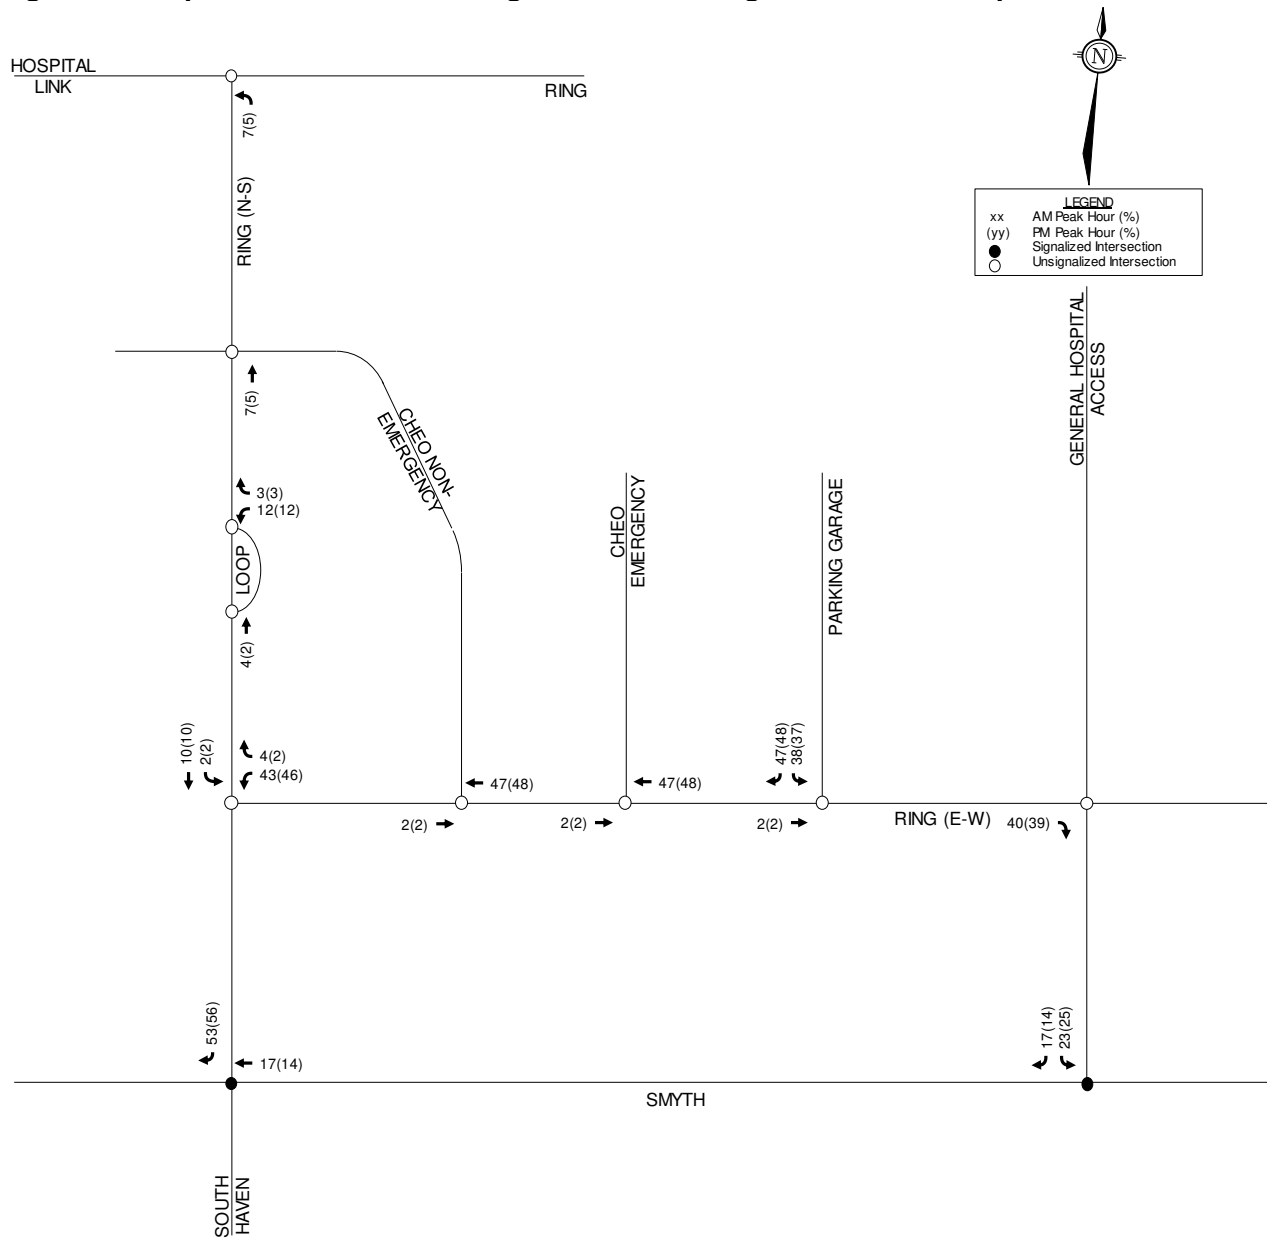 HOSPITAL
LINK
RING
7(5)
RING (N-S)
N
LEGEND
xx AM Peak Hour (%)
(yy) PM Peak Hour (%)
Signalized Intersection
Unsignalized Intersection
GENERAL HOSPITAL
ACCESS
7(5)
CHEO NON-
EMERGENCY
3(3)
12(12)
LOOP
4(2)
CHEO
EMERGENCY
PARKING GARAGE
10(10)
2(2)
4(2)
43(46)
47(48)
47(48)
47(48)
38(37)
2(2)
2(2)
2(2)
RING (E-W)
40(39)
53(56)
17(14)
17(14)
23(25)
SMYTH
SOUTH
HAVEN